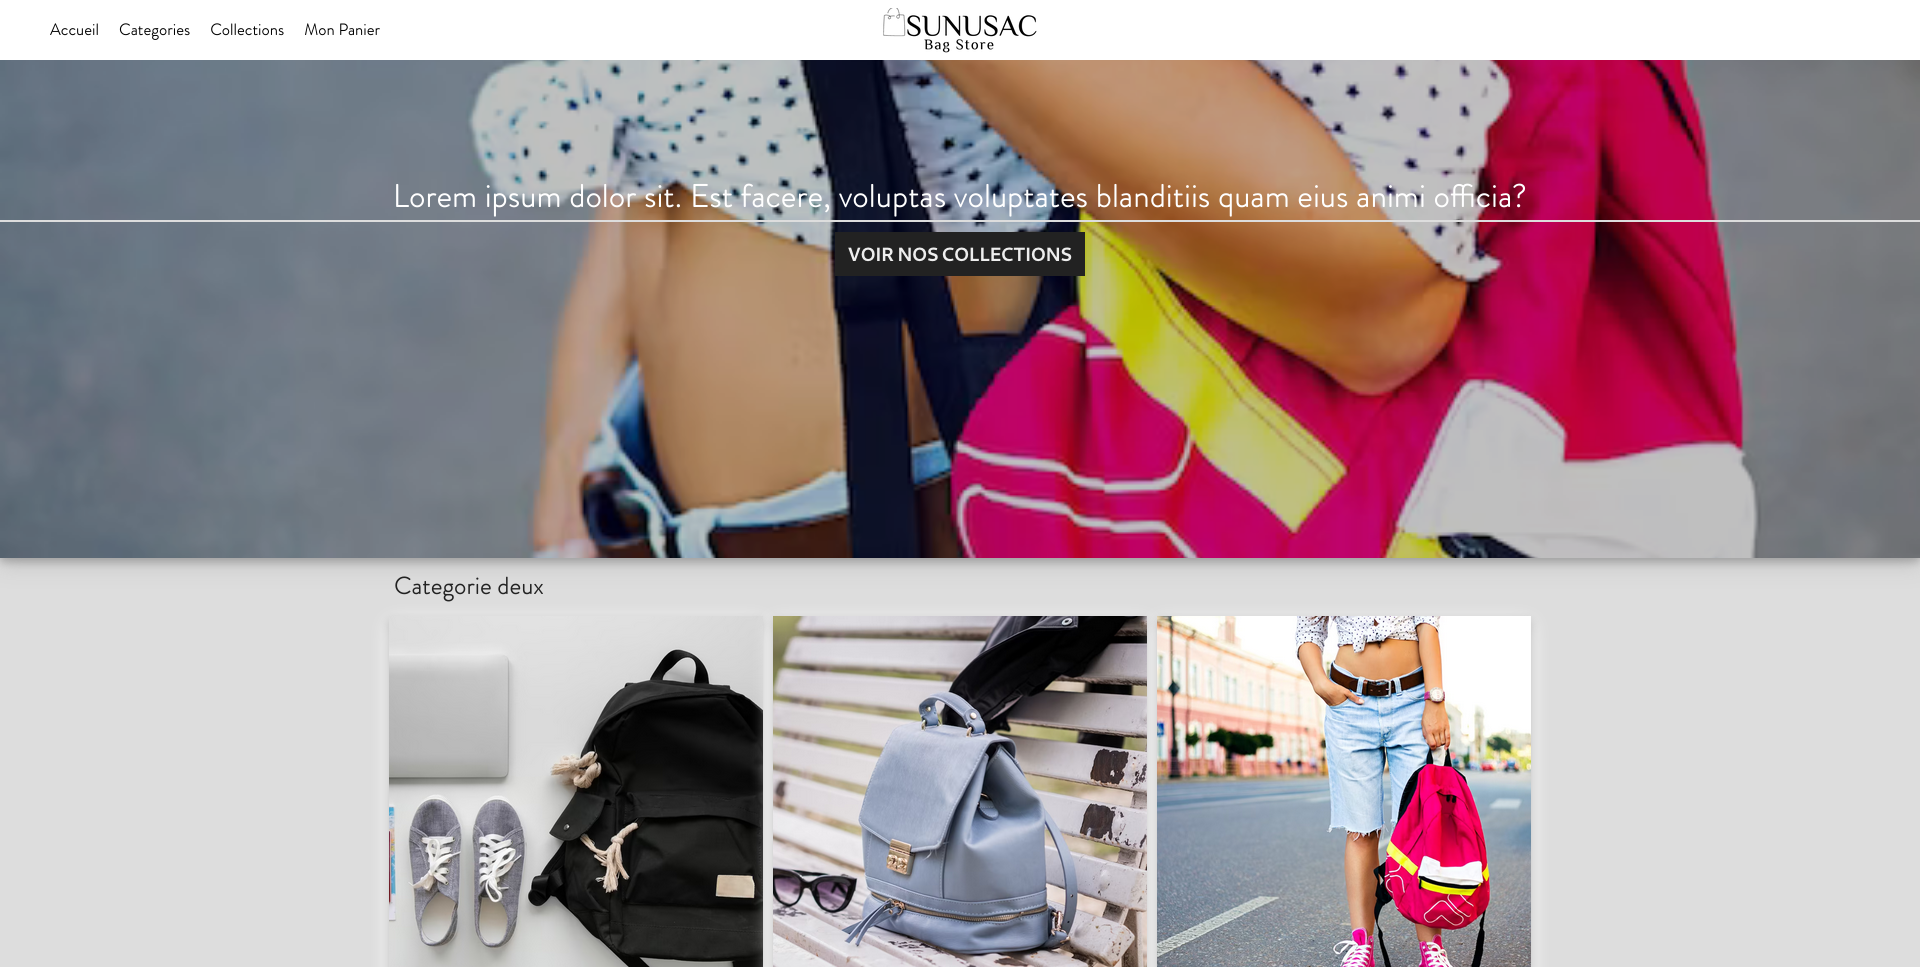 Accueil Categories Collections Mon Panier
SUNUSAC
Bag Store
Lorem ipsum dolor sit. Est facere, voluptas voluptates blanditiis quam eius animi officia?
VOIR NOS COLLECTIONS
Categorie deux